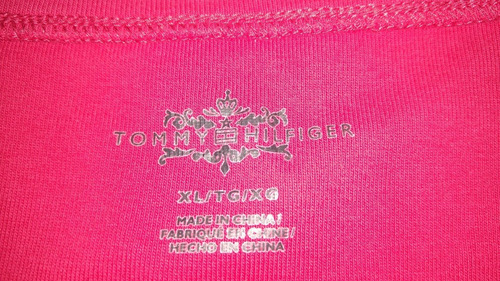 TOMMY HILFIGER
XL/TG/XG
MADE IN CHINA/
FABRIQUÉ EN CHINE/
HECHO EN CHINA